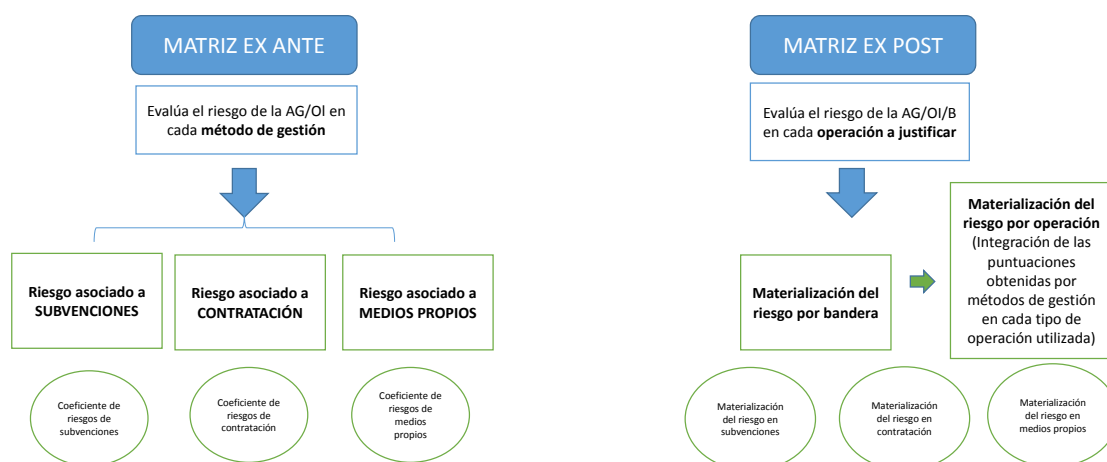 MATRIZ EX ANTE
Evalúa el riesgo de la AG/OI en
cada método de gestión
Riesgo asociado a
SUBVENCIONES
Riesgo asociado a
CONTRATACIÓN
Riesgo asociado a
MEDIOS PROPIOS
Coeficiente de
riesgos de
subvenciones
Coeficiente de
riesgos de
contratación
Coeficiente de
riesgos de
medios
propios
MATRIZ EX POST
Evalúa el riesgo de la AG/OI/B
en cada operación a justificar
Materialización del
riesgo por bandera
Materialización del
riesgo por operación
(Integración de las
puntuaciones
obtenidas por
métodos de gestión
en cada tipo de
operación utilizada)
Materialización
del riesgo en
subvenciones
Materialización
del riesgo en
contratación
Materialización
del riesgo en
medios propios